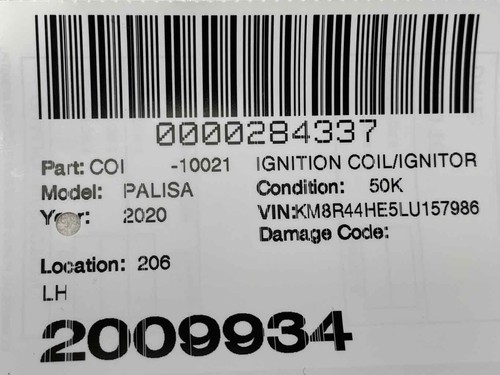 0000284337
Part: COI -10021 IGNITION COIL/IGNITOR
Model: PALISA Condition: 50K
Year: 2020 VIN:KM8R44HE5LU157986
Damage Code:
Location: 206
LH
2009934